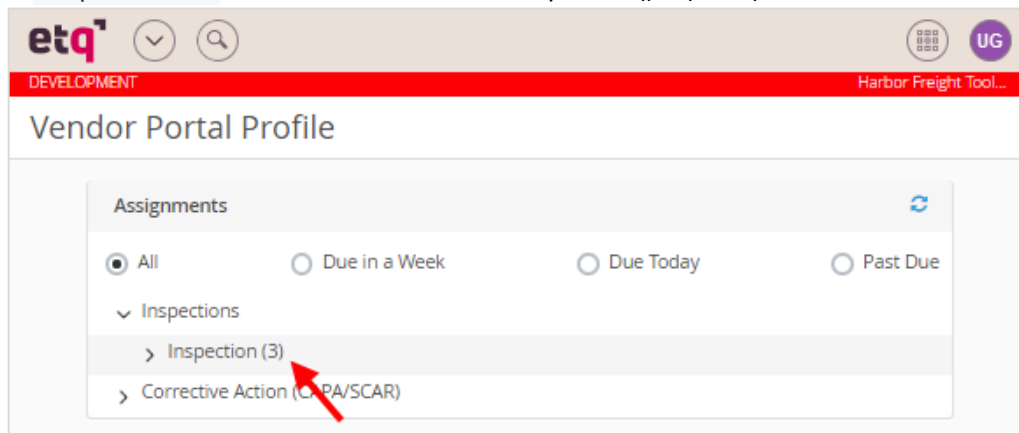 etq
UG
DEVELOPMENT Harbor Freight Tool...
Vendor Portal Profile
Assignments
All Due in a Week Due Today Past Due
Inspections
Inspection (3)
Corrective Action (CAPA/SCAR)